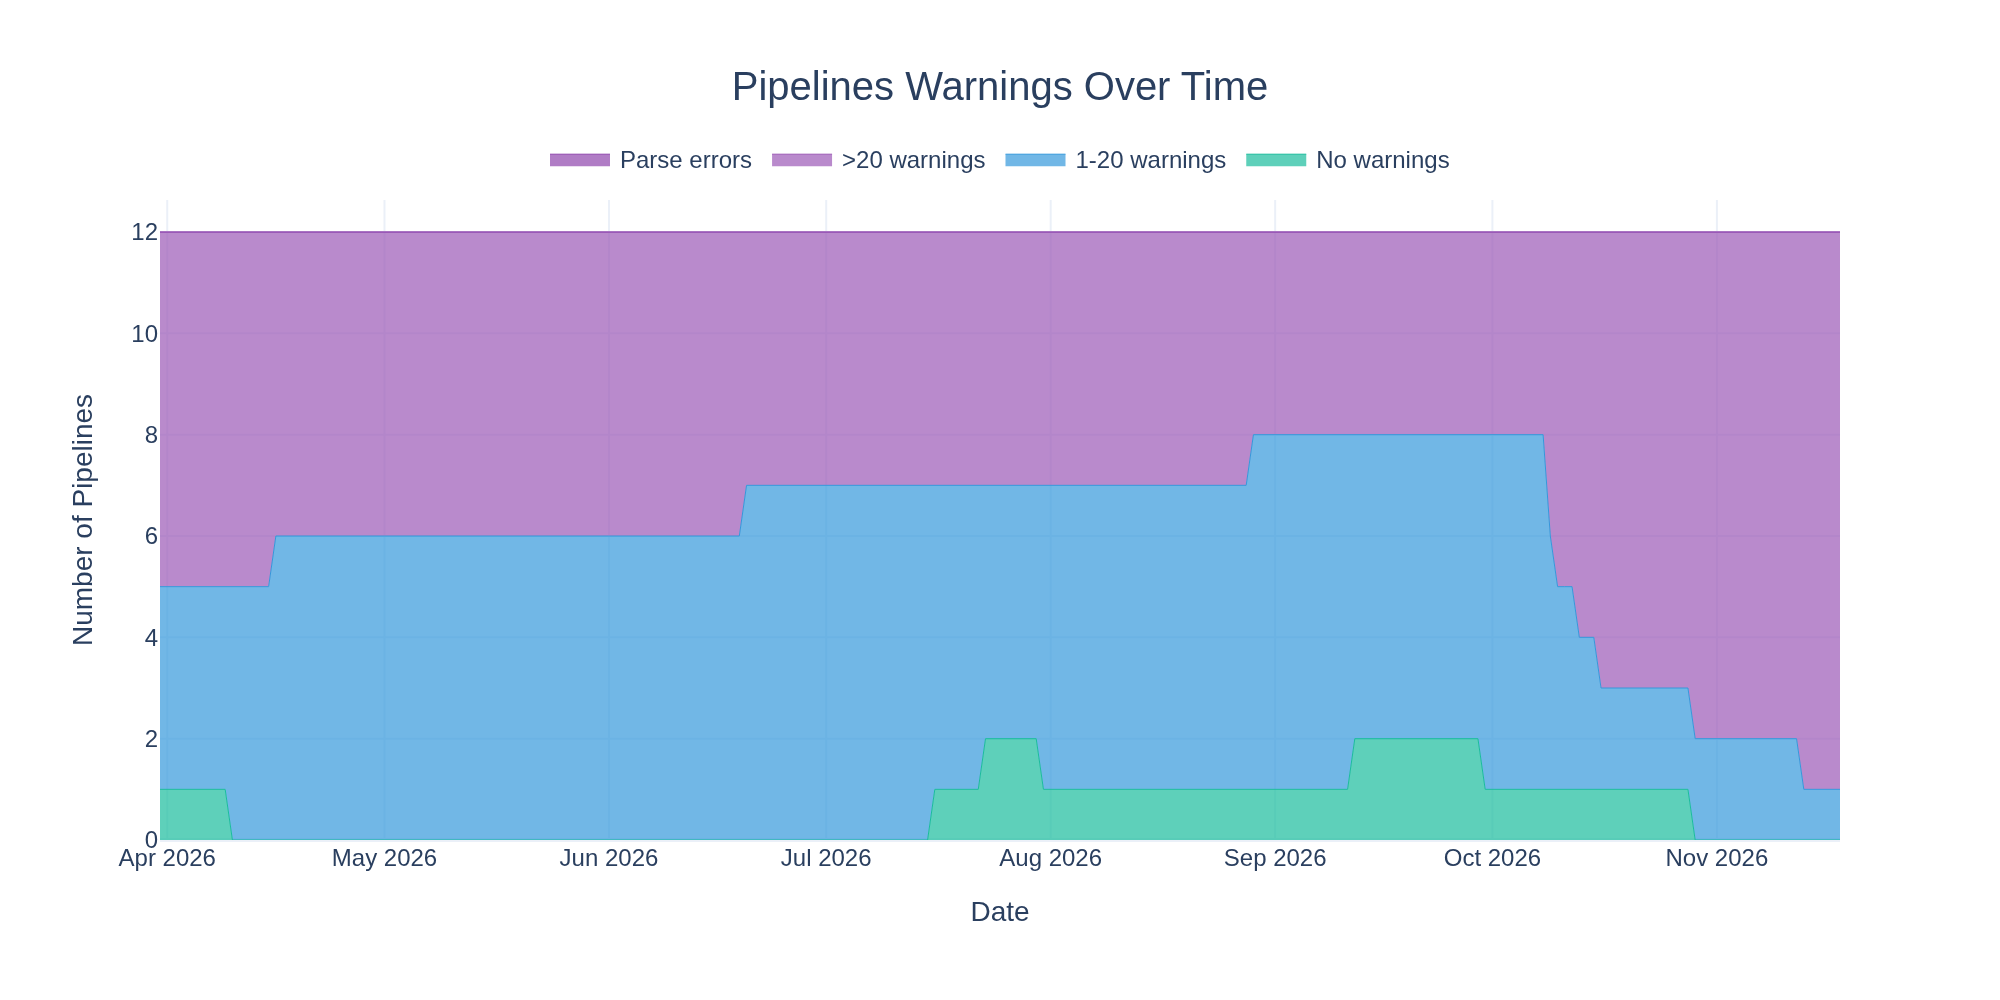 Pipelines Warnings Over Time
Parse errors >20 warnings 1-20 warnings No warnings
12
10
8
6
4
2
0
Number of Pipelines
Apr 2026 May 2026 Jun 2026 Jul 2026 Aug 2026 Sep 2026 Oct 2026 Nov 2026
Date